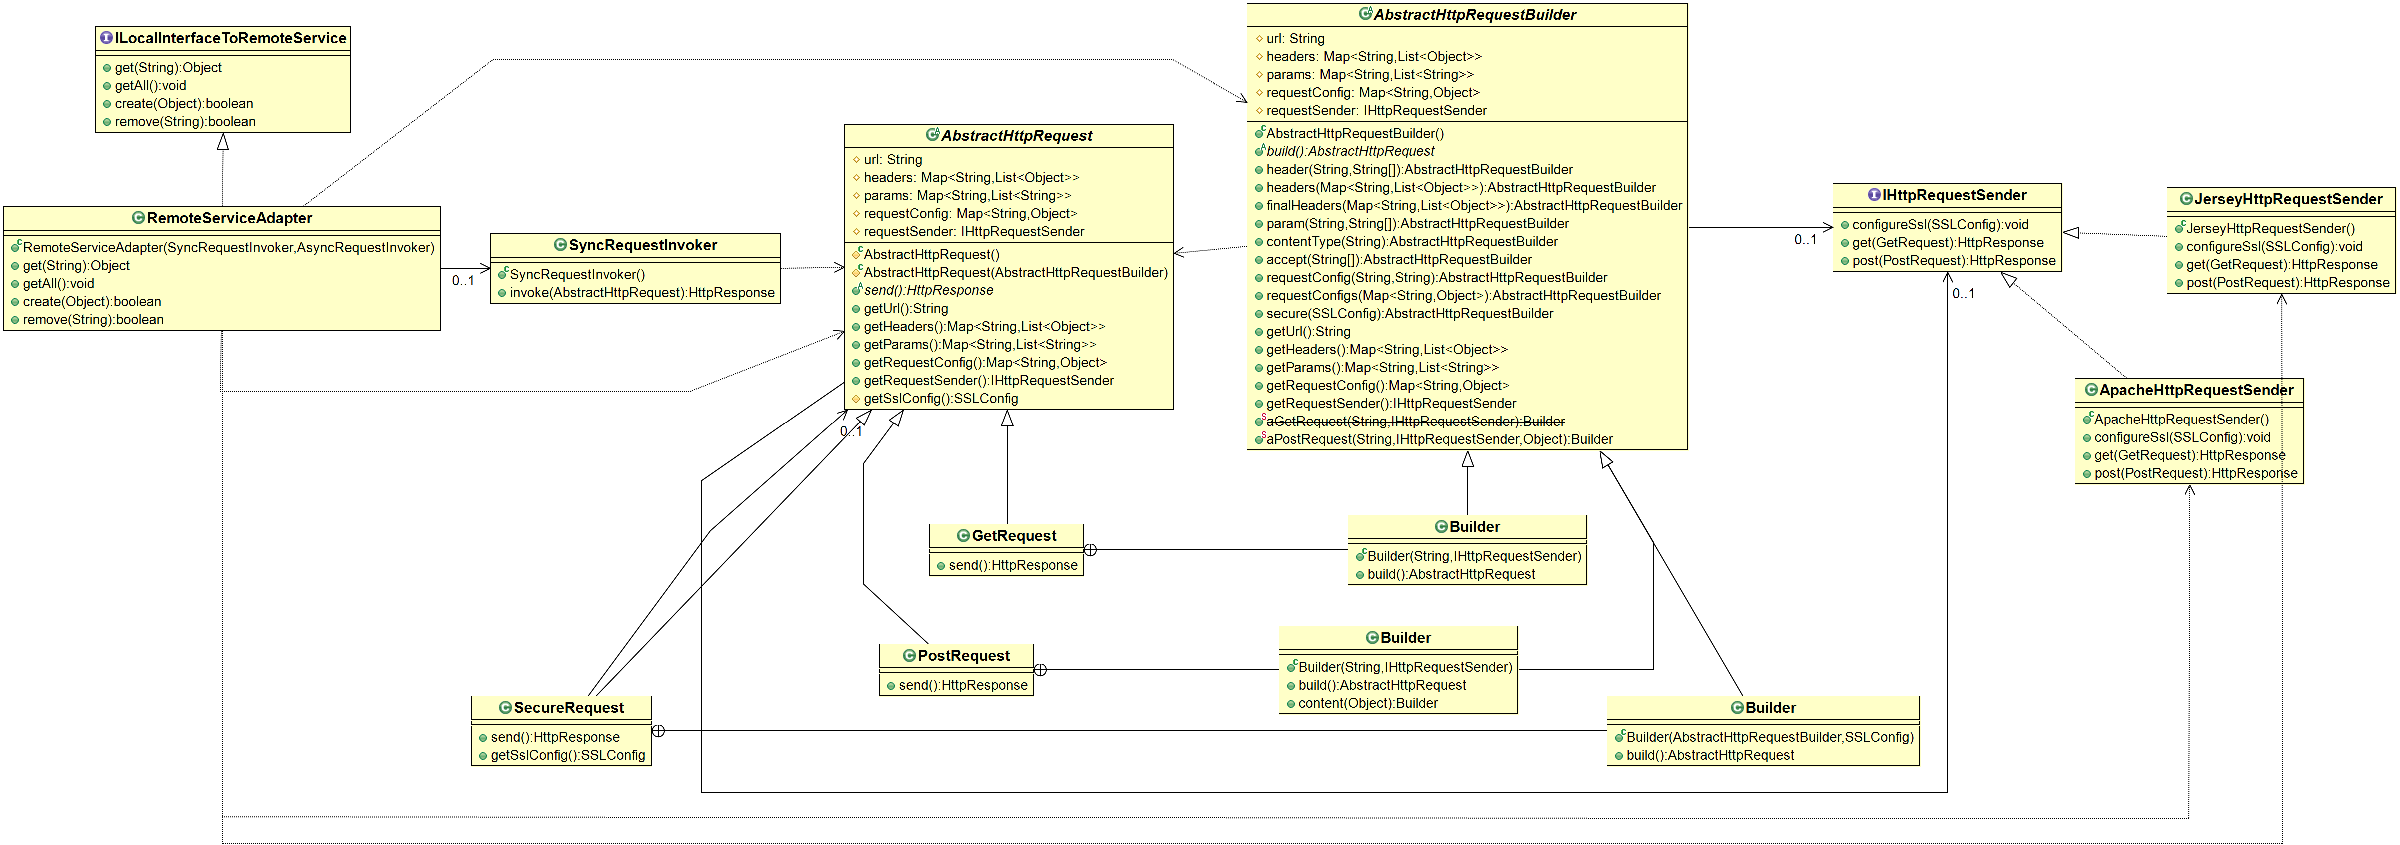 ILocalInterfaceToRemoteService
get(String):Object
getAll():void
create(Object):boolean
remove(String):boolean
RemoteServiceAdapter
RemoteServiceAdapter(SyncRequestInvoker,AsyncRequestInvoker)
get(String):Object
getAll():void
create(Object):boolean
remove(String):boolean
0..1
SyncRequestInvoker
SyncRequestInvoker()
invoke(AbstractHttpRequest):HttpResponse
AbstractHttpRequest
url: String
headers: Map<String,List<Object>>
params: Map<String,List<String>>
requestConfig: Map<String,Object>
requestSender: IHttpRequestSender
AbstractHttpRequest()
AbstractHttpRequest(AbstractHttpRequestBuilder)
send():HttpResponse
getUrl():String
getHeaders():Map<String,List<Object>>
getParams():Map<String,List<String>>
getRequestConfig():Map<String,Object>
getRequestSender():IHttpRequestSender
getSslConfig():SSLConfig
0..1
AbstractHttpRequestBuilder
url: String
headers: Map<String,List<Object>>
params: Map<String,List<String>>
requestConfig: Map<String,Object>
requestSender: IHttpRequestSender
AbstractHttpRequestBuilder()
build():AbstractHttpRequest
header(String,String[]):AbstractHttpRequestBuilder
headers(Map<String,List<Object>>):AbstractHttpRequestBuilder
finalHeaders(Map<String,List<Object>>):AbstractHttpRequestBuilder
param(String,String[]):AbstractHttpRequestBuilder
contentType(String):AbstractHttpRequestBuilder
accept(String[]):AbstractHttpRequestBuilder
requestConfig(String,String):AbstractHttpRequestBuilder
requestConfigs(Map<String,Object>):AbstractHttpRequestBuilder
secure(SSLConfig):AbstractHttpRequestBuilder
getUrl():String
getHeaders():Map<String,List<Object>>
getParams():Map<String,List<String>>
getRequestConfig():Map<String,Object>
getRequestSender():IHttpRequestSender
aGetRequest(String,IHttpRequestSender):Builder
aPostRequest(String,IHttpRequestSender,Object):Builder
0..1
IHttpRequestSender
configureSsl(SSLConfig):void
get(GetRequest):HttpResponse
post(PostRequest):HttpResponse
0..1
JerseyHttpRequestSender
JerseyHttpRequestSender()
configureSsl(SSLConfig):void
get(GetRequest):HttpResponse
post(PostRequest):HttpResponse
ApacheHttpRequestSender
ApacheHttpRequestSender()
configureSsl(SSLConfig):void
get(GetRequest):HttpResponse
post(PostRequest):HttpResponse
GetRequest
send():HttpResponse
Builder
Builder(String,IHttpRequestSender)
build():AbstractHttpRequest
PostRequest
send():HttpResponse
Builder
Builder(String,IHttpRequestSender)
build():AbstractHttpRequest
content(Object):Builder
SecureRequest
send():HttpResponse
getSslConfig():SSLConfig
Builder
Builder(AbstractHttpRequestBuilder,SSLConfig)
build():AbstractHttpRequest